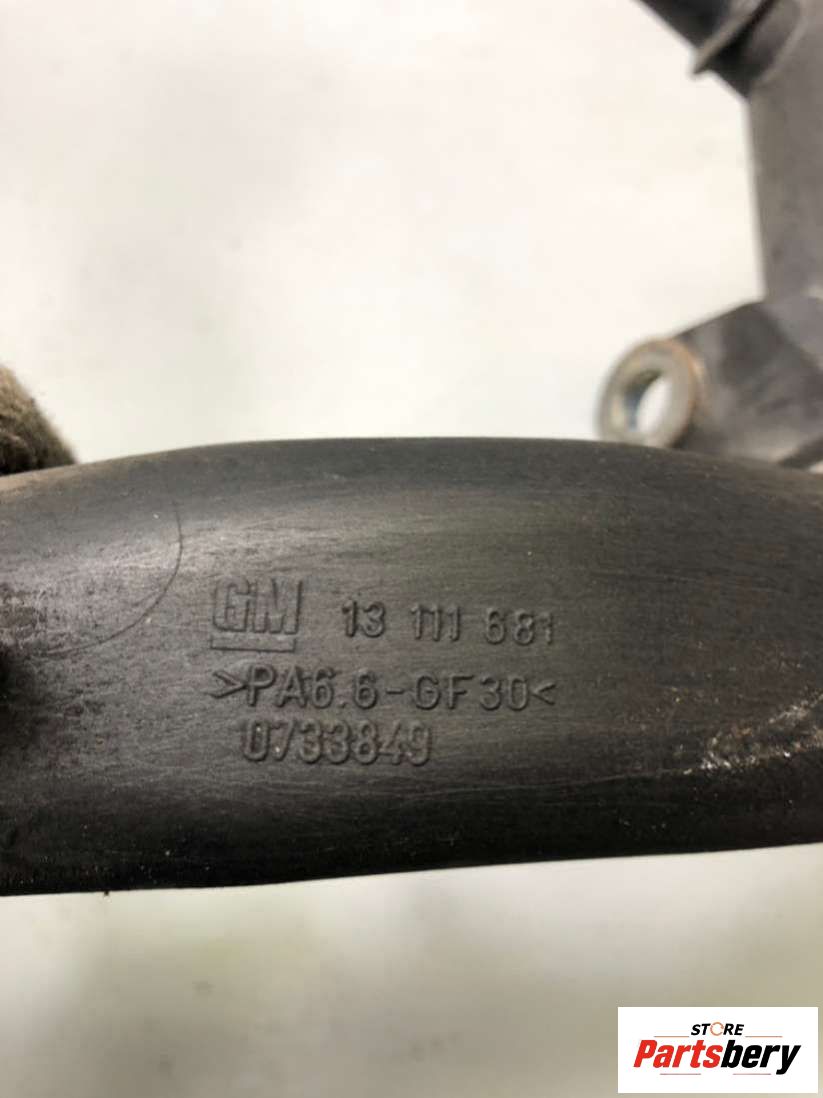 GM 13 111 681
>PA6.6-GF30<
0733849
STORE
Partsbery